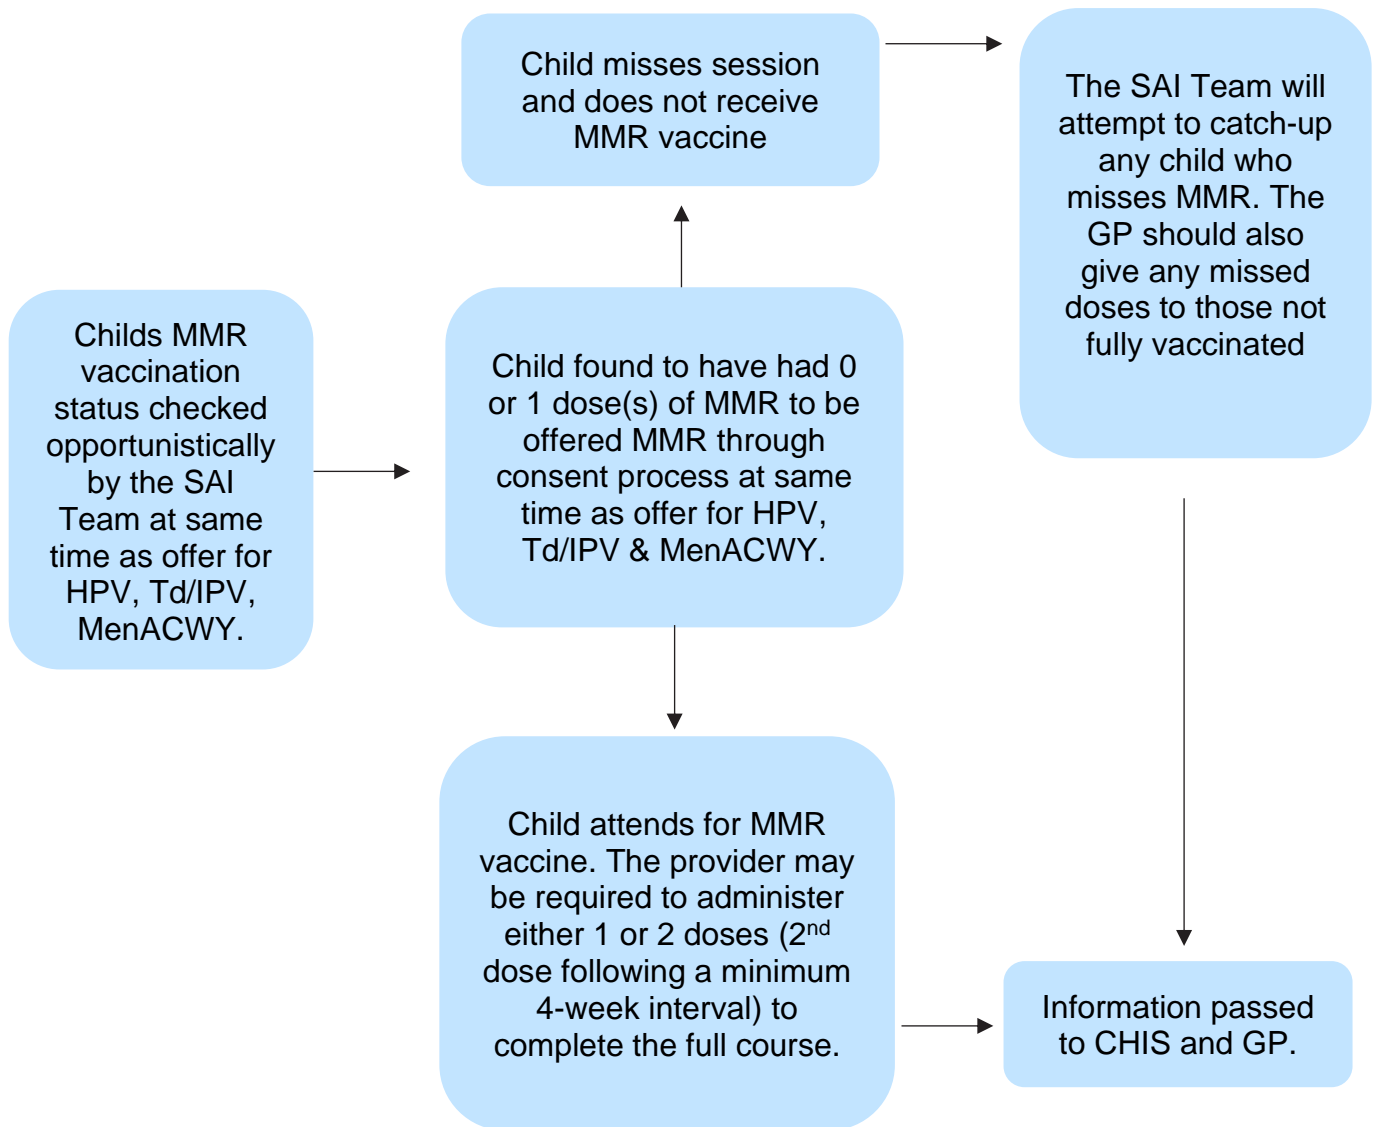 Child misses session
and does not receive
MMR vaccine
The SAI Team will
attempt to catch-up
any child who
misses MMR. The
GP should also
give any missed
doses to those not
fully vaccinated
Childs MMR
vaccination
status checked
opportunistically
by the SAI
Team at same
time as offer for
HPV, Td/IPV,
MenACWY.
Child found to have had 0
or 1 dose(s) of MMR to be
offered MMR through
consent process at same
time as offer for HPV,
Td/IPV & MenACWY.
Child attends for MMR
vaccine. The provider may
be required to administer
either 1 or 2 doses (2nd
dose following a minimum
4-week interval) to
complete the full course.
Information passed
to CHIS and GP.